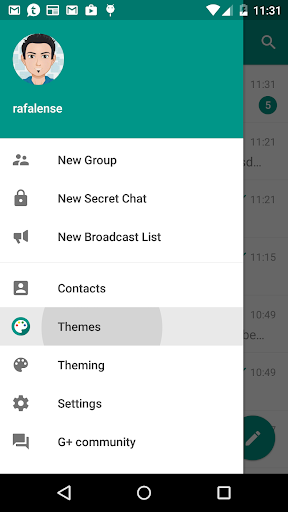 11:31
rafalense
11:31
5
11:21
sd...
New Group
New Secret Chat
11:21
New Broadcast List
11:15
Contacts
10:49
Themes
be...
Theming
10:49
Settings
G+ community